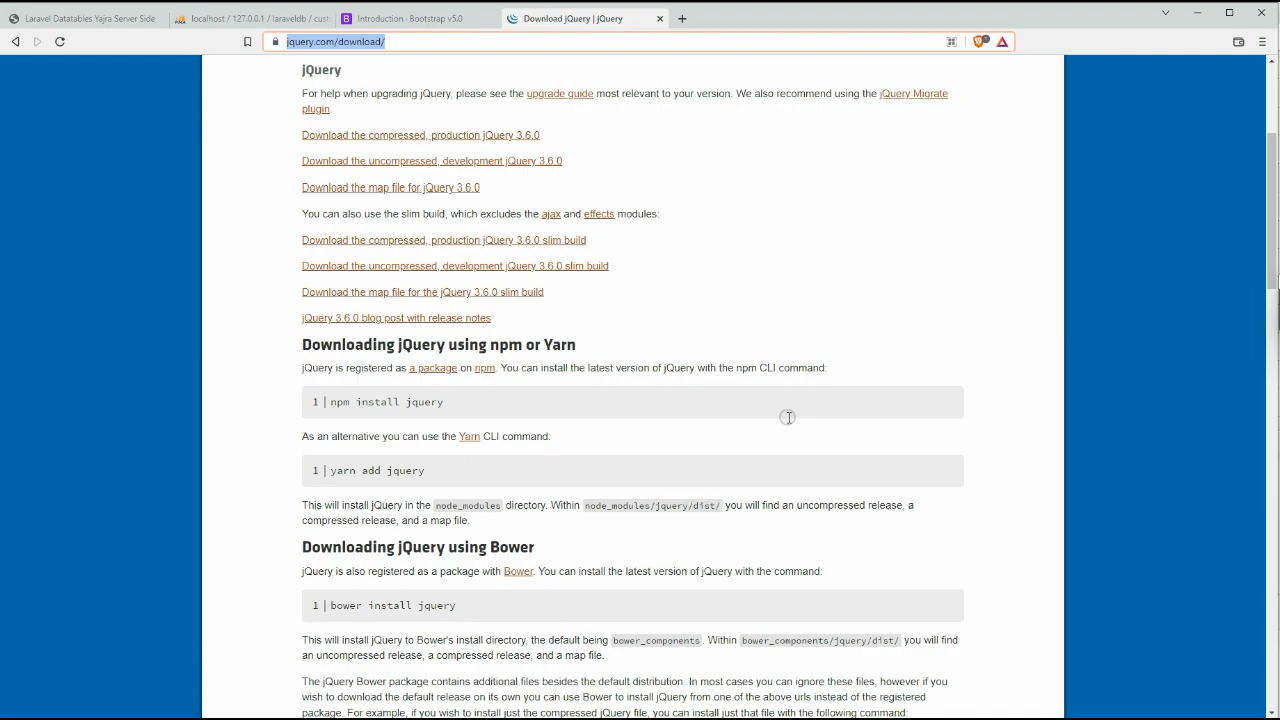 Laravel Datatables Yajra Server Side
localhost / 127.0.0.1 / laraveldb / cust
Introduction · Bootstrap v5.0
Download jQuery | jQuery
jquery.com/download/
jQuery
For help when upgrading jQuery, please see the upgrade guide most relevant to your version. We also recommend using the jQuery Migrate
plugin.
Download the compressed, production jQuery 3.6.0
Download the uncompressed, development jQuery 3.6.0
Download the map file for jQuery 3.6.0
You can also use the slim build, which excludes the ajax and effects modules:
Download the compressed, production jQuery 3.6.0 slim build
Download the uncompressed, development jQuery 3.6.0 slim build
Download the map file for the jQuery 3.6.0 slim build
jQuery 3.6.0 blog post with release notes
Downloading jQuery using npm or Yarn
jQuery is registered as a package on npm. You can install the latest version of jQuery with the npm CLI command:
1 npm install jquery
As an alternative you can use the Yarn CLI command:
1 yarn add jquery
This will install jQuery in the node_modules directory. Within node_modules/jquery/dist/ you will find an uncompressed release, a
compressed release, and a map file.
Downloading jQuery using Bower
jQuery is also registered as a package with Bower. You can install the latest version of jQuery with the command:
1 bower install jquery
This will install jQuery to Bower's install directory, the default being bower_components. Within bower_components/jquery/dist/ you will find
an uncompressed release, a compressed release, and a map file.
The jQuery Bower package contains additional files besides the default distribution. In most cases you can ignore these files, however if you
wish to download the default release on its own you can use Bower to install jQuery from one of the above urls instead of the registered
package. For example, if you wish to install just the compressed jQuery file, you can install just that file with the following command: